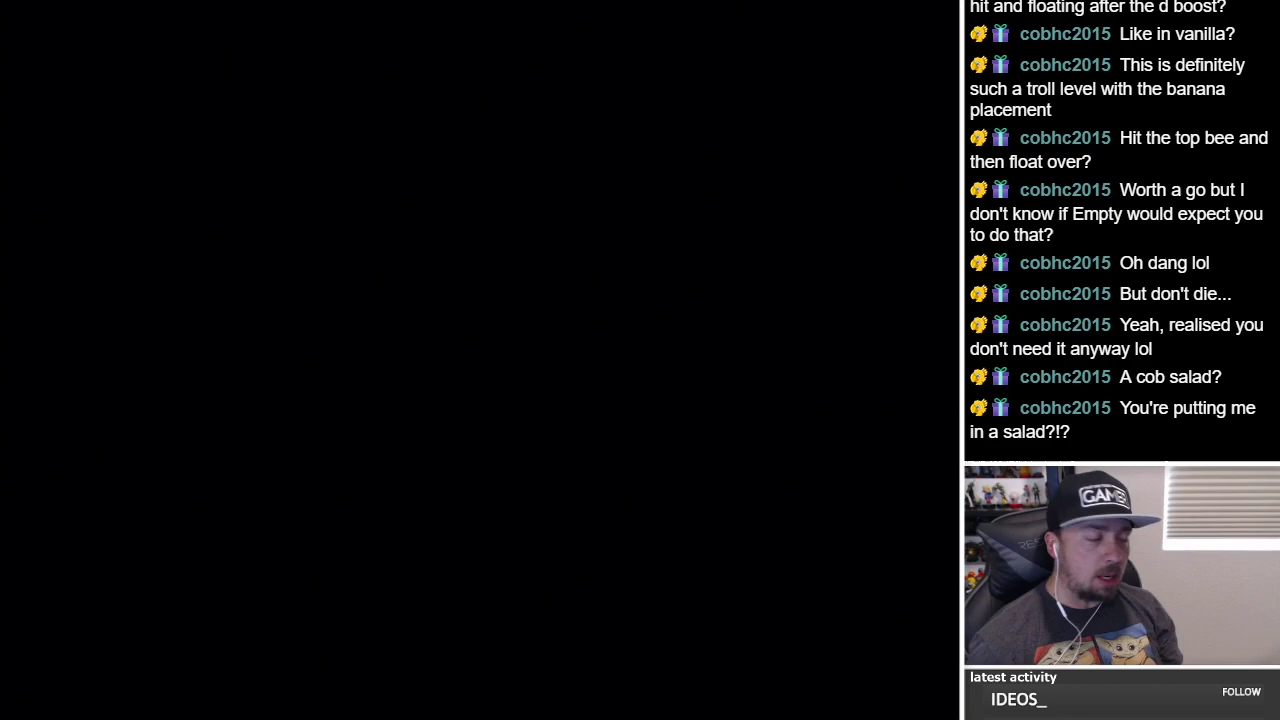 hit and floating after the d boost?
cobhc2015 Like in vanilla?
cobhc2015 This is definitely
such a troll level with the banana
placement
cobhc2015 Hit the top bee and
then float over?
cobhc2015 Worth a go but I
don't know if Empty would expect you
to do that?
cobhc2015 Oh dang lol
cobhc2015 But don't die...
cobhc2015 Yeah, realised you
don't need it anyway lol
cobhc2015 A cob salad?
cobhc2015 You're putting me
in a salad?!?
latest activity
IDEOS_ FOLLOW